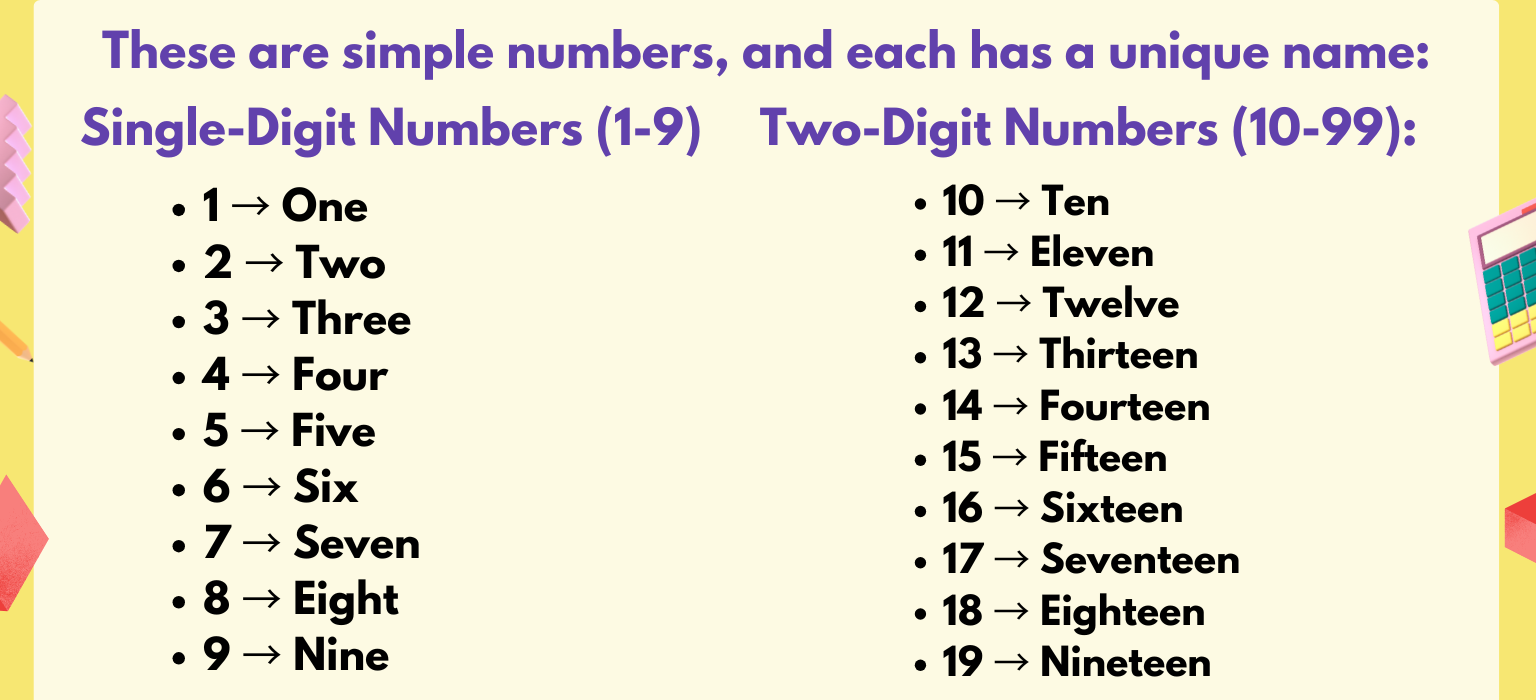 These are simple numbers, and each has a unique name:
Single-Digit Numbers (1-9)
• 1 → One
• 2 → Two
• 3 → Three
• 4 → Four
• 5 → Five
• 6 → Six
• 7 → Seven
• 8 → Eight
• 9 → Nine
Two-Digit Numbers (10-99):
• 10 → Ten
• 11 → Eleven
• 12 → Twelve
• 13 → Thirteen
• 14 → Fourteen
• 15 → Fifteen
• 16 → Sixteen
• 17 → Seventeen
• 18 → Eighteen
• 19 → Nineteen